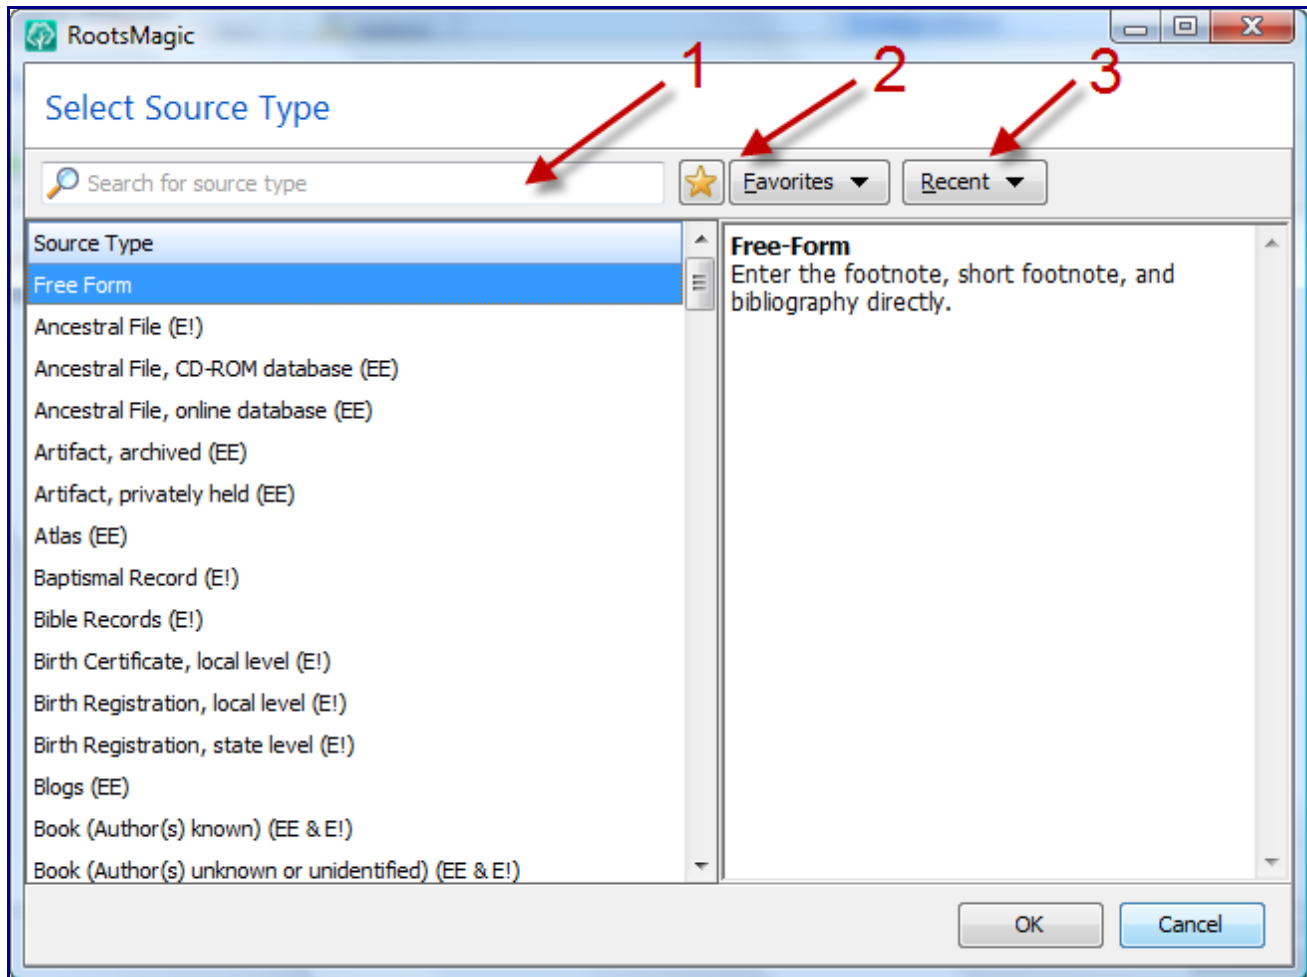 RootsMagic
1 2 3
Select Source Type
Search for source type Favorites Recent
Source Type
Free Form
Ancestral File (E!)
Ancestral File, CD-ROM database (EE)
Ancestral File, online database (EE)
Artifact, archived (EE)
Artifact, privately held (EE)
Atlas (EE)
Baptismal Record (E!)
Bible Records (E!)
Birth Certificate, local level (E!)
Birth Registration, local level (E!)
Birth Registration, state level (E!)
Blogs (EE)
Book (Author(s) known) (EE & E!)
Book (Author(s) unknown or unidentified) (EE & E!)
Free-Form
Enter the footnote, short footnote, and
bibliography directly.
OK Cancel